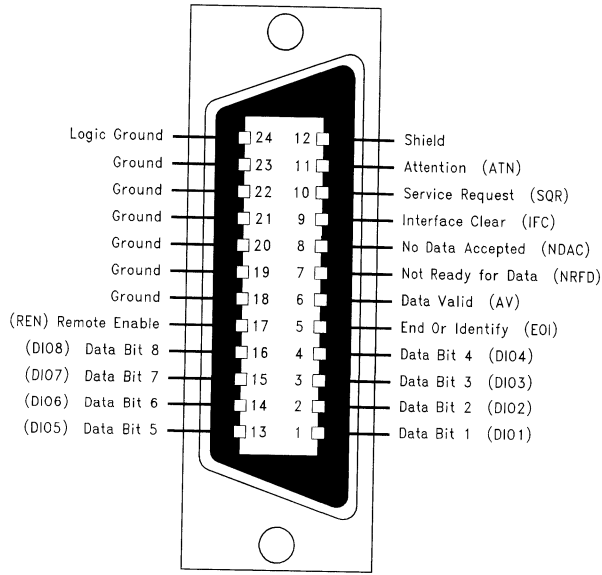 Logic Ground 24 12 Shield
Ground 23 11 Attention (ATN)
Ground 22 10 Service Request (SQR)
Ground 21 9 Interface Clear (IFC)
Ground 20 8 No Data Accepted (NDAC)
Ground 19 7 Not Ready for Data (NRFD)
Ground 18 6 Data Valid (AV)
(REN) Remote Enable 17 5 End Or Identify (EOI)
(DIO8) Data Bit 8 16 4 Data Bit 4 (DIO4)
(DIO7) Data Bit 7 15 3 Data Bit 3 (DIO3)
(DIO6) Data Bit 6 14 2 Data Bit 2 (DIO2)
(DIO5) Data Bit 5 13 1 Data Bit 1 (DIO1)